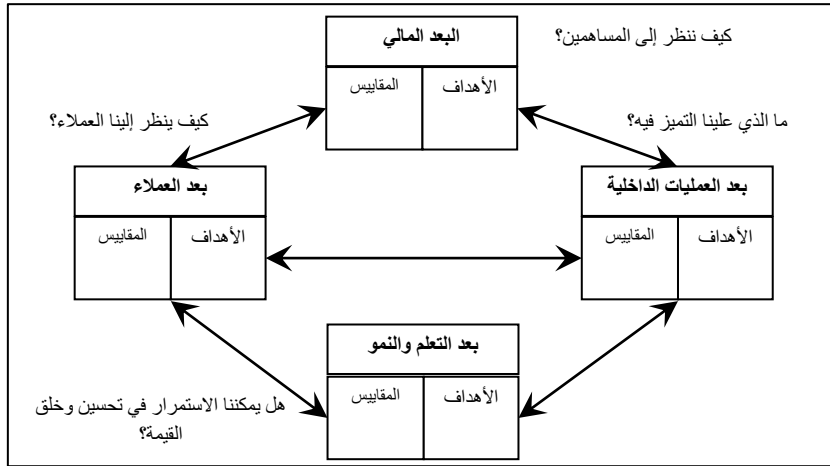 البعد المالي
كيف ننظر إلى المساهمين؟
الأهداف
المقاييس
ما الذي علينا التميز فيه؟
كيف ينظر إلينا العملاء؟
بعد العمليات الداخلية
الأهداف
المقاييس
بعد العملاء
الأهداف
المقاييس
بعد التعلم والنمو
الأهداف
المقاييس
هل يمكننا الاستمرار في تحسين وخلق
القيمة؟